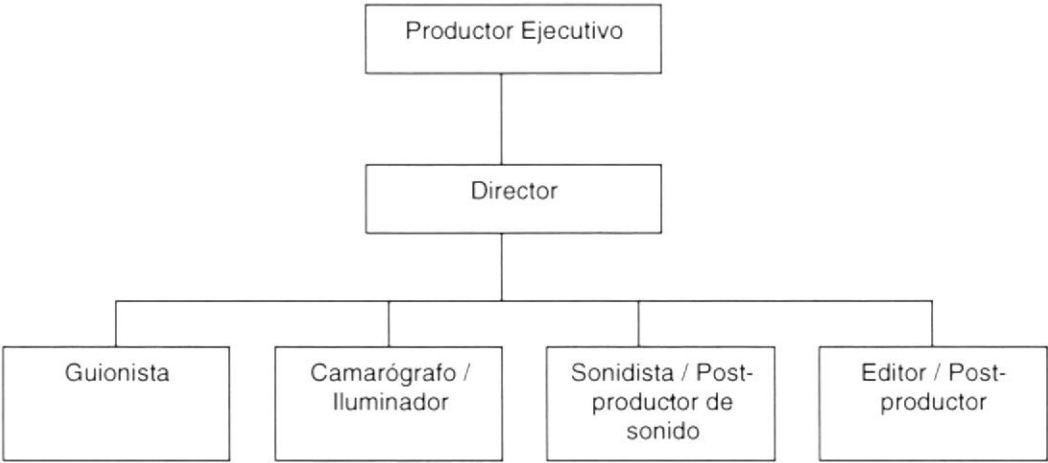 Productor Ejecutivo
Director
Guionista
Camarógrafo /
Iluminador
Sonidista / Post-
productor de
sonido
Editor / Post-
productor